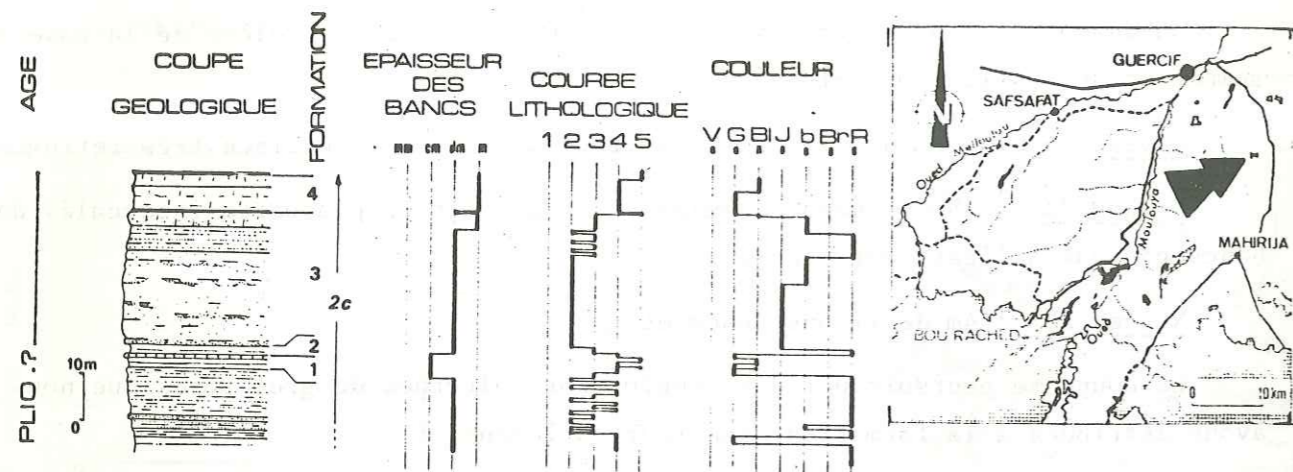 AGE
COUPE
GEOLOGIQUE
FORMATION
EPAISSEUR
DES
BANCS
mm cm dm m
COURBE
LITHOLOGIQUE
1 2 3 4 5
COULEUR
V G Bl J b Br R
PLIO.?
10m
0
4
3
2
1
2c
GUERCIF
SAFSAFAT
N
Oued Melloulou
Moulouya
MAHIRIJA
BOU RACHED
0 10 km